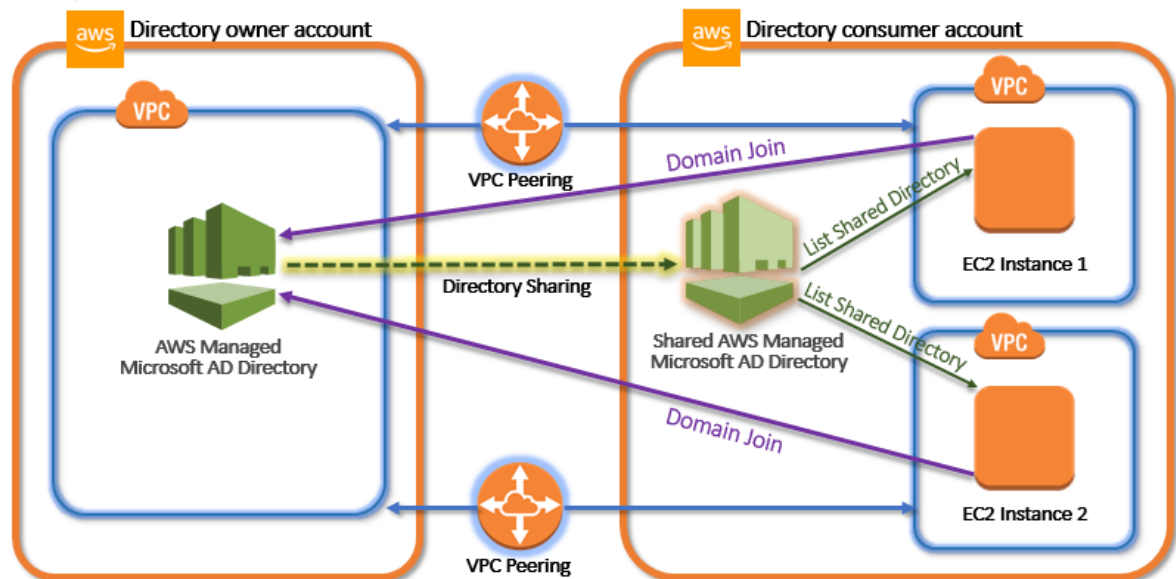 aws
Directory owner account
aws
Directory consumer account
VPC
VPC
VPC Peering
Domain Join
List Shared Directory
EC2 Instance 1
Directory Sharing
AWS Managed
Microsoft AD Directory
Shared AWS Managed
Microsoft AD Directory
List Shared Directory
VPC
Domain Join
EC2 Instance 2
VPC Peering